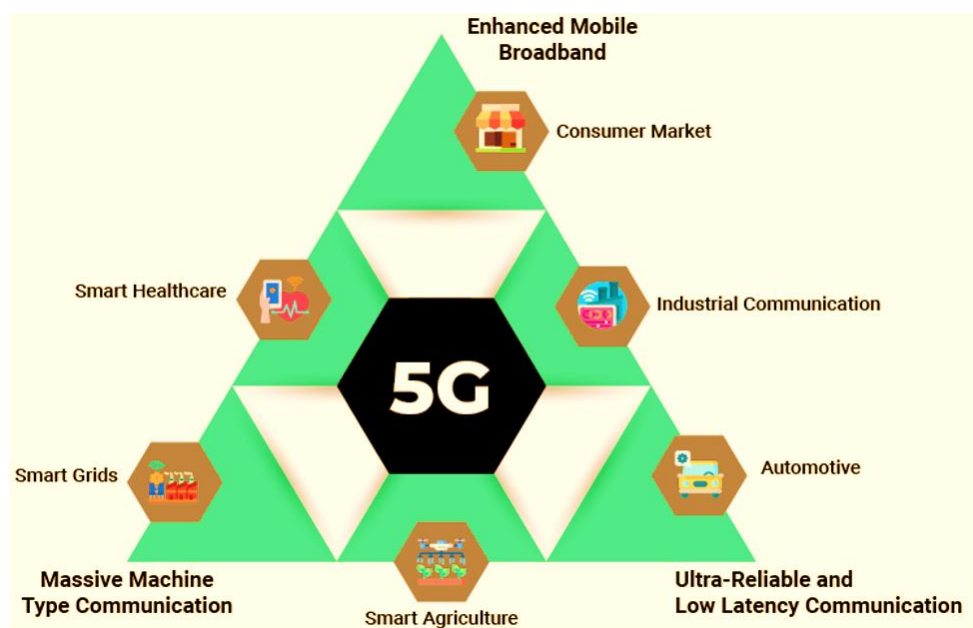 Enhanced Mobile
Broadband
Consumer Market
Smart Healthcare
Industrial Communication
5G
Smart Grids
Automotive
Massive Machine
Type Communication
Smart Agriculture
Ultra-Reliable and
Low Latency Communication